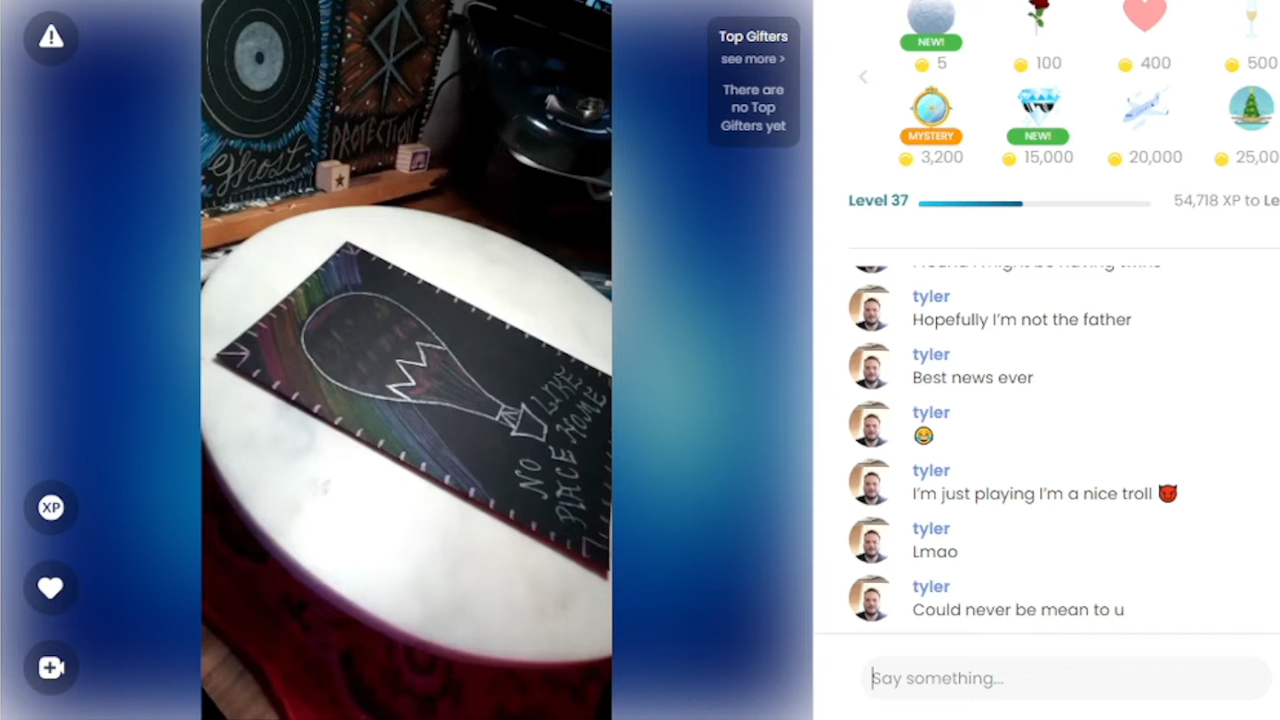 Top Gifters
see more >
There are
no Top
Gifters yet
Ghost
PROTECTION
NO
PLACE
LIKE
HOME
XP
NEW!
5
100
400
500
MYSTERY
NEW!
3,200
15,000
20,000
25,00
Level 37
54,718 XP to Le
tyler
Hopefully I'm not the father
tyler
Best news ever
tyler
😂
tyler
I'm just playing I'm a nice troll 😈
tyler
Lmao
tyler
Could never be mean to u
Say something...